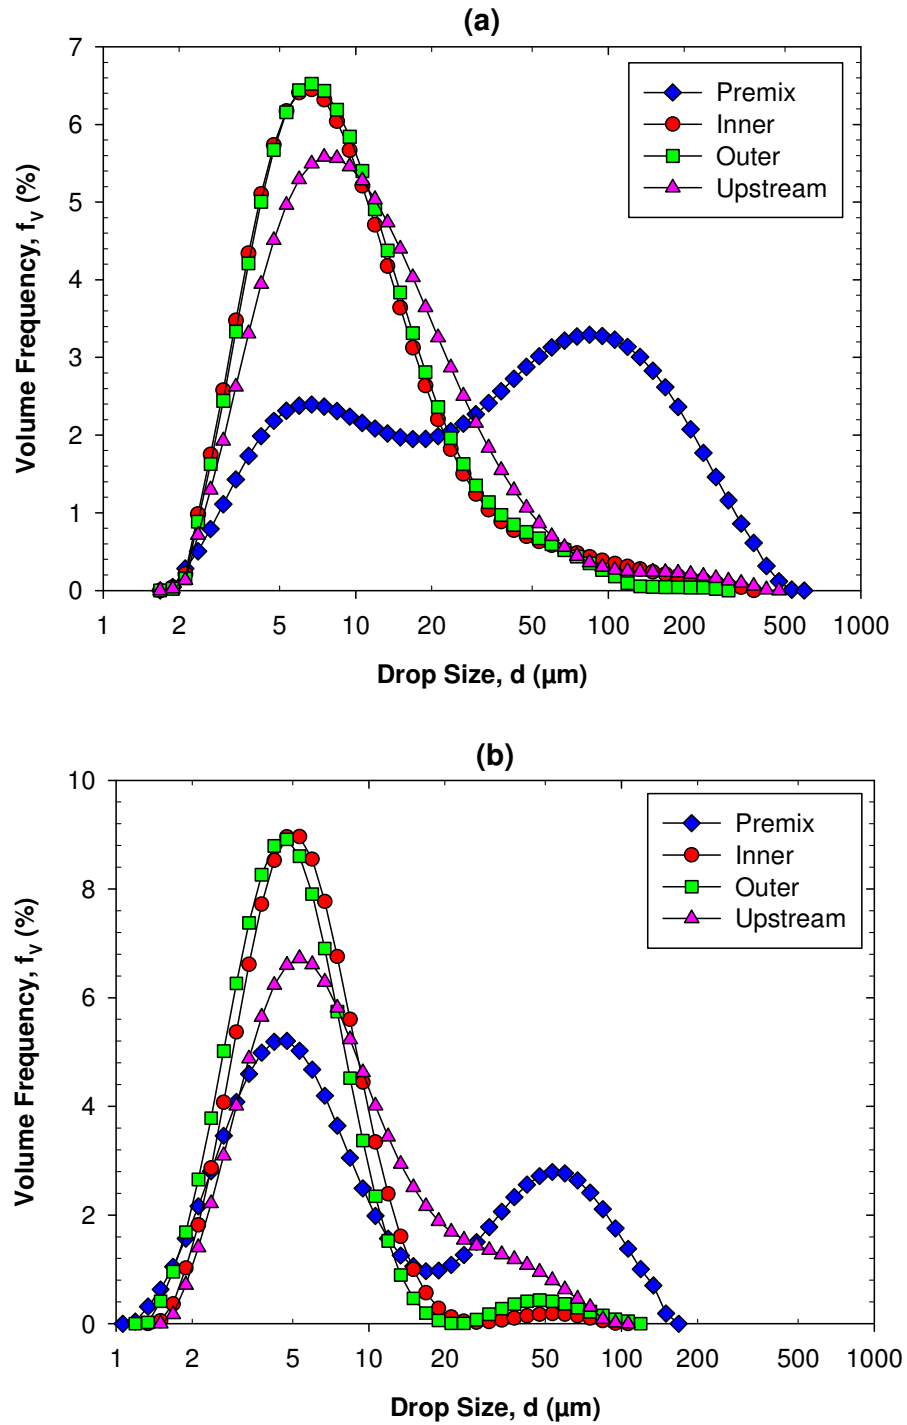 (a)
7
6
5
4
3
2
1
0
Volume Frequency, fV (%)
Premix
Inner
Outer
Upstream
1 2 5 10 20 50 100 200 500 1000
Drop Size, d (µm)
(b)
10
8
6
4
2
0
Volume Frequency, fV (%)
Premix
Inner
Outer
Upstream
1 2 5 10 20 50 100 200 500 1000
Drop Size, d (µm)